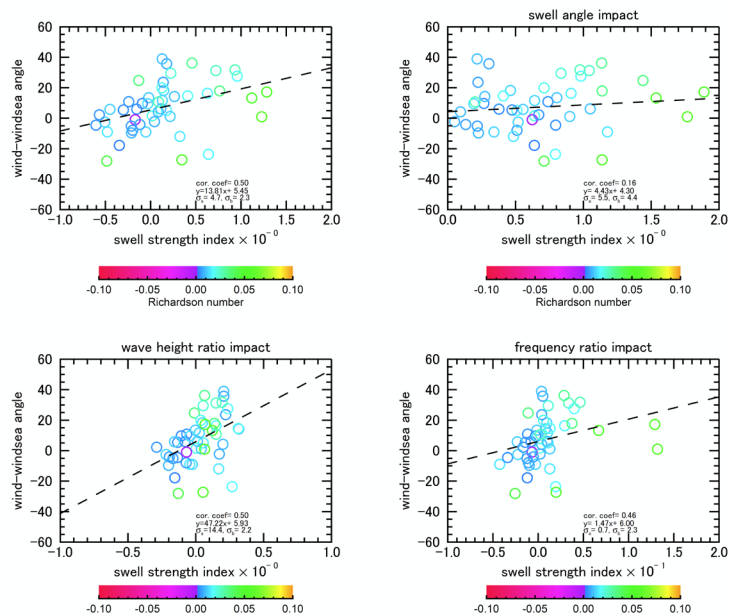 swell angle impact
60
40
20
0
-20
-40
-60
wind-windsea angle
cor. coef= 0.50
y=13.81x+ 5.45
σa= 4.7, σb= 2.3
-1.0 -0.5 0.0 0.5 1.0 1.5 2.0
swell strength index × 10⁻⁰
60
40
20
0
-20
-40
-60
wind-windsea angle
cor. coef= 0.16
y= 4.43x+ 4.30
σa= 5.5, σb= 4.4
0.0 0.5 1.0 1.5 2.0
swell strength index × 10⁻⁰
-0.10 -0.05 0.00 0.05 0.10
Richardson number
-0.10 -0.05 0.00 0.05 0.10
Richardson number
wave height ratio impact
60
40
20
0
-20
-40
-60
wind-windsea angle
cor. coef= 0.50
y=47.22x+ 5.93
σa=14.4, σb= 2.2
-1.0 -0.5 0.0 0.5 1.0
swell strength index × 10⁻⁰
frequency ratio impact
60
40
20
0
-20
-40
-60
wind-windsea angle
cor. coef= 0.46
y= 1.47x+ 6.00
σa= 0.7, σb= 2.3
-1.0 -0.5 0.0 0.5 1.0 1.5 2.0
swell strength index × 10⁻¹
-0.10 -0.05 0.00 0.05 0.10
-0.10 -0.05 0.00 0.05 0.10